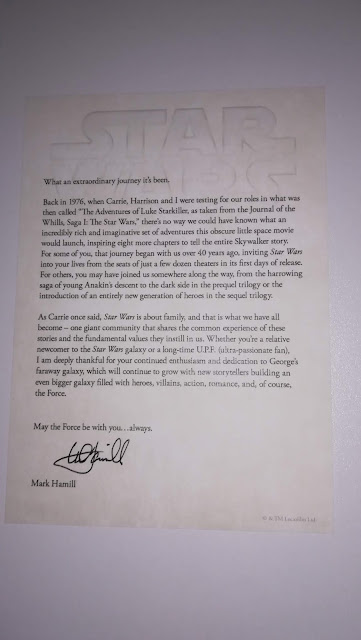 STAR
WARS
What an extraordinary journey it's been.
Back in 1976, when Carrie, Harrison and I were testing for our roles in what was
then called "The Adventures of Luke Starkiller, as taken from the Journal of the
Whills, Saga I: The Star Wars," there's no way we could have known what an
incredibly rich and imaginative set of adventures this obscure little space movie
would launch, inspiring eight more chapters to tell the entire Skywalker story.
For some of you, that journey began with us over 40 years ago, inviting Star Wars
into your lives from the seats of just a few dozen theaters in its first days of release.
For others, you may have joined us somewhere along the way, from the harrowing
saga of young Anakin's descent to the dark side in the prequel trilogy or the
introduction of an entirely new generation of heroes in the sequel trilogy.
As Carrie once said, Star Wars is about family, and that is what we have all
become – one giant community that shares the common experience of these
stories and the fundamental values they instill in us. Whether you're a relative
newcomer to the Star Wars galaxy or a long-time U.P.F. (ultra-passionate fan),
I am deeply thankful for your continued enthusiasm and dedication to George's
faraway galaxy, which will continue to grow with new storytellers building an
even bigger galaxy filled with heroes, villains, action, romance, and, of course,
the Force.
May the Force be with you...always.
Mark Hamill
© & TM Lucasfilm Ltd.